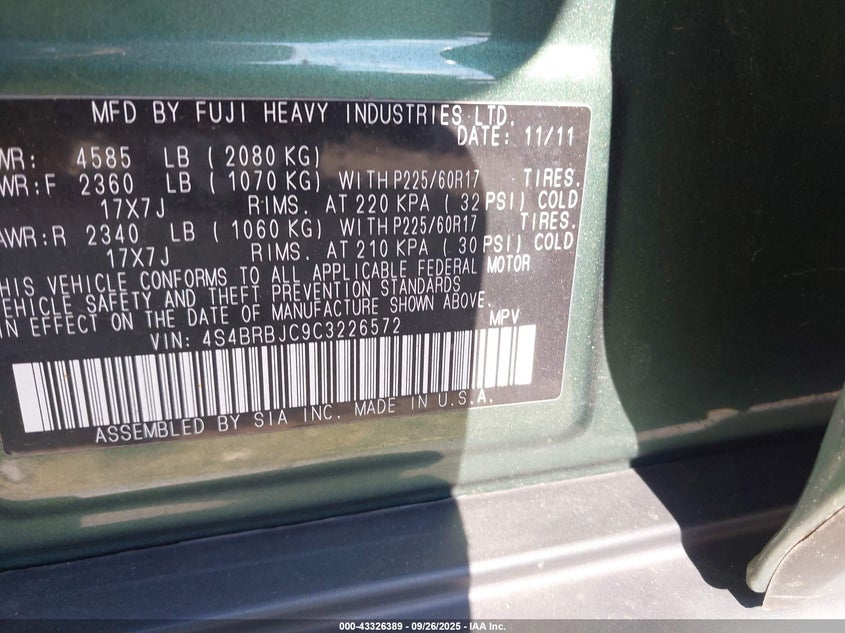 MFD BY FUJI HEAVY INDUSTRIES LTD.
DATE: 11/11
WR: 4585 LB ( 2080 KG)
WR:F 2360 LB ( 1070 KG) WITH P225/60R17 TIRES.
17X7J RIMS. AT 220 KPA ( 32 PSI) COLD
AWR:R 2340 LB ( 1060 KG) WITH P225/60R17 TIRES.
17X7J RIMS. AT 210 KPA ( 30 PSI) COLD
HIS VEHICLE CONFORMS TO ALL APPLICABLE FEDERAL MOTOR
EHICLE SAFETY AND THEFT PREVENTION STANDARDS
IN EFFECT ON THE DATE OF MANUFACTURE SHOWN ABOVE.
VIN: 4S4BRBJC9C3226572 MPV
ASSEMBLED BY SIA INC. MADE IN U.S.A.
000-43326389 - 09/26/2025 - IAA Inc.